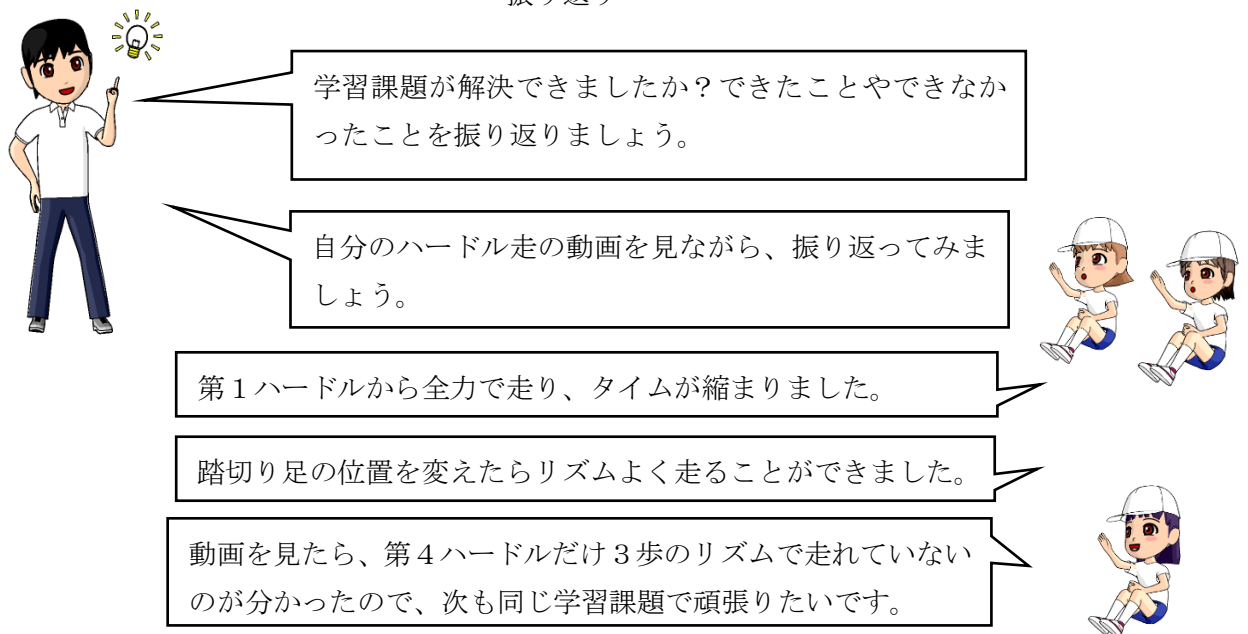 振り返り
学習課題が解決できましたか？できたことやできなか
ったことを振り返りましょう。
自分のハードル走の動画を見ながら、振り返ってみま
しょう。
第１ハードルから全力で走り、タイムが縮まりました。
踏切り足の位置を変えたらリズムよく走ることができました。
動画を見たら、第４ハードルだけ３歩のリズムで走れていない
のが分かったので、次も同じ学習課題で頑張りたいです。